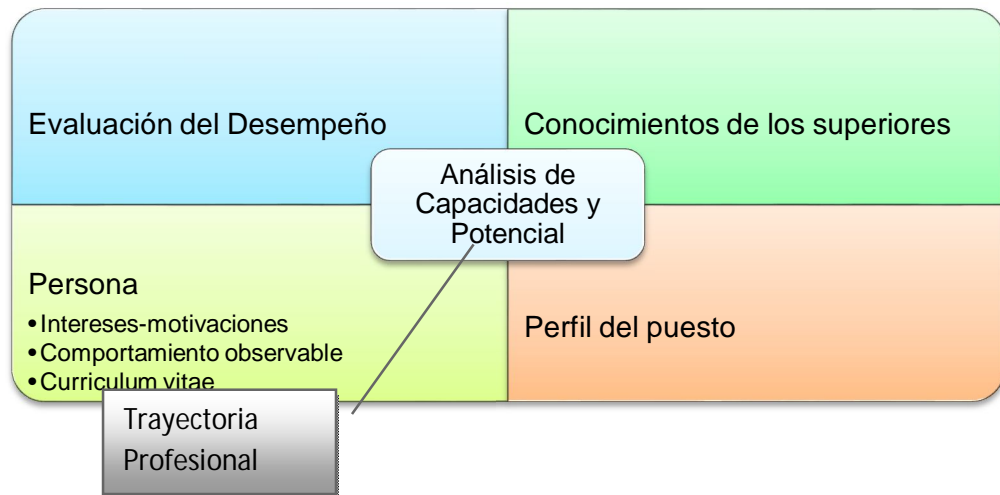 Evaluación del Desempeño
Conocimientos de los superiores
Análisis de
Capacidades y
Potencial
Persona
•Intereses-motivaciones
•Comportamiento observable
•Curriculum vitae
Perfil del puesto
Trayectoria
Profesional